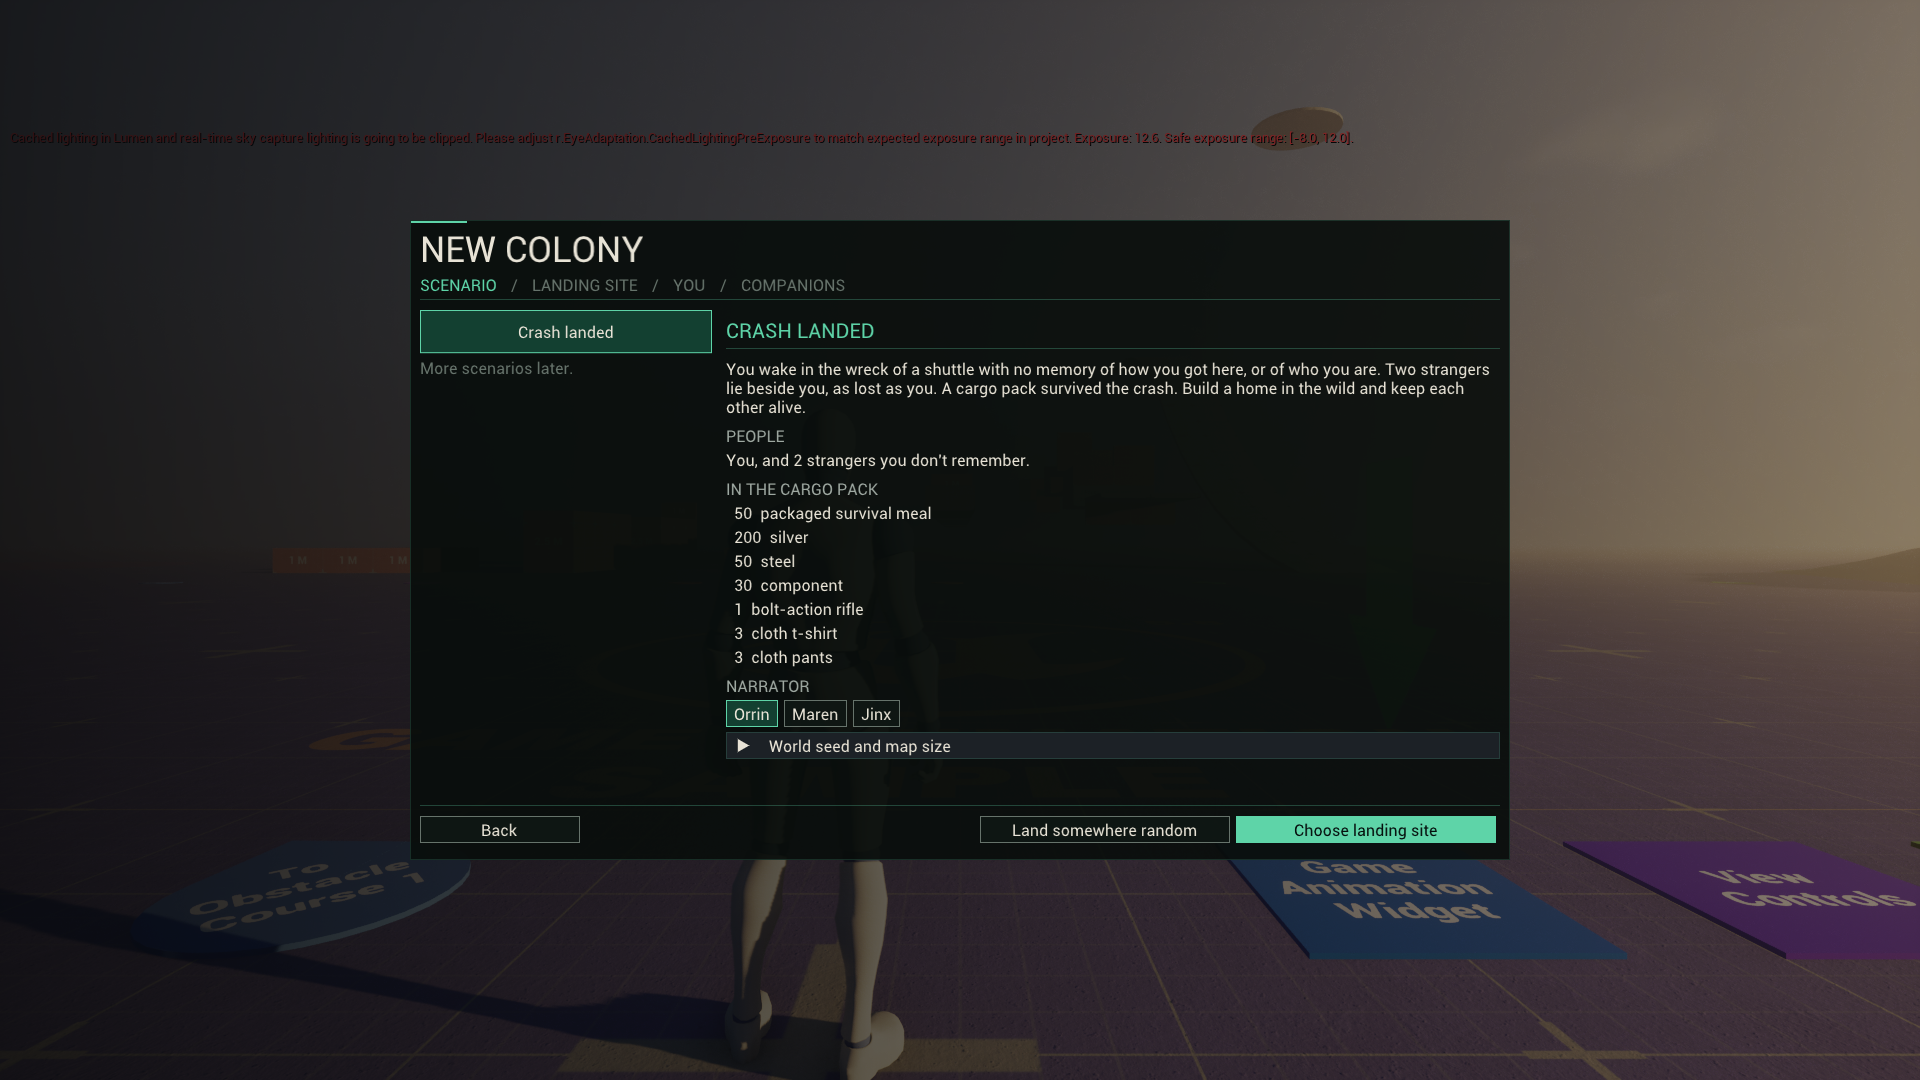 Cached lighting in Lumen and real-time sky capture lighting is going to be clipped. Please adjust r.EyeAdaptation.CachedLightingPreExposure to match expected exposure range in project. Exposure: 12.6. Safe exposure range: [-8.0, 12.0].
NEW COLONY
SCENARIO / LANDING SITE / YOU / COMPANIONS
Crash landed
More scenarios later.
CRASH LANDED
You wake in the wreck of a shuttle with no memory of how you got here, or of who you are. Two strangers
lie beside you, as lost as you. A cargo pack survived the crash. Build a home in the wild and keep each
other alive.
PEOPLE
You, and 2 strangers you don't remember.
IN THE CARGO PACK
50 packaged survival meal
200 silver
50 steel
30 component
1 bolt-action rifle
3 cloth t-shirt
3 cloth pants
NARRATOR
Orrin Maren Jinx
▶ World seed and map size
Back
Land somewhere random
Choose landing site
1M 1M 1M
To
Obstacle
Course 1
Game
Animation
Widget
View
Controls